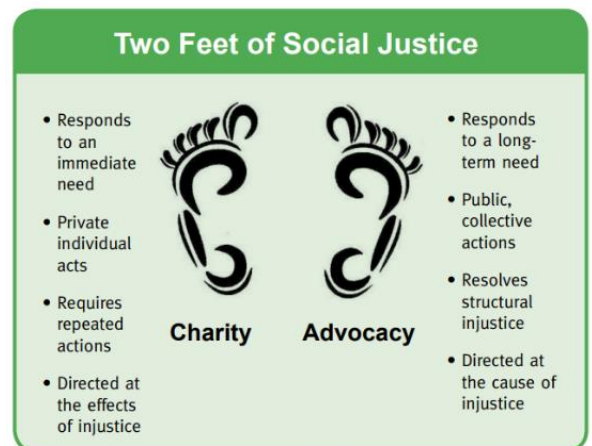 Two Feet of Social Justice
• Responds
to an
immediate
need
• Private
individual
acts
• Requires
repeated
actions
• Directed at
the effects
of injustice
Charity
Advocacy
• Responds
to a long-
term need
• Public,
collective
actions
• Resolves
structural
injustice
• Directed at
the cause of
injustice